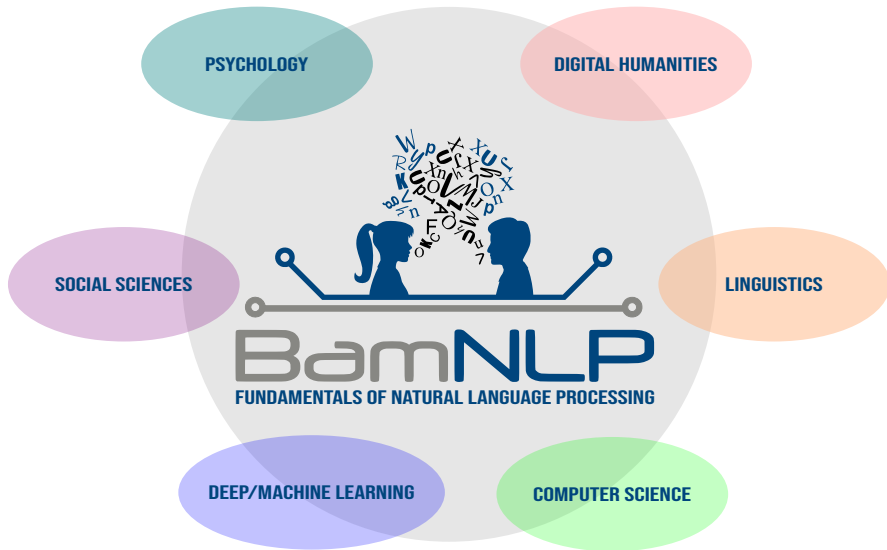 PSYCHOLOGY
DIGITAL HUMANITIES
SOCIAL SCIENCES
LINGUISTICS
BamNLP
FUNDAMENTALS OF NATURAL LANGUAGE PROCESSING
DEEP/MACHINE LEARNING
COMPUTER SCIENCE